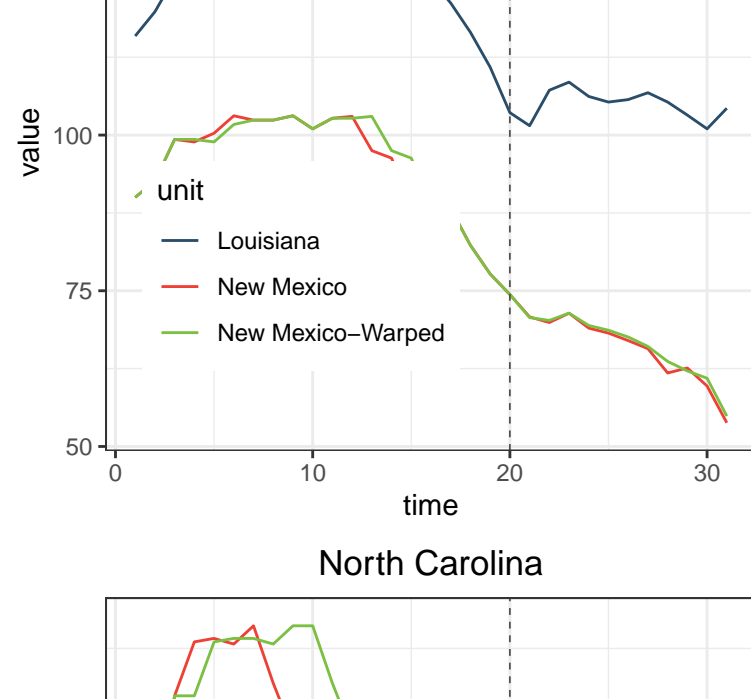 value
100
75
50
unit
Louisiana
New Mexico
New Mexico−Warped
0 10 20 30
time
North Carolina